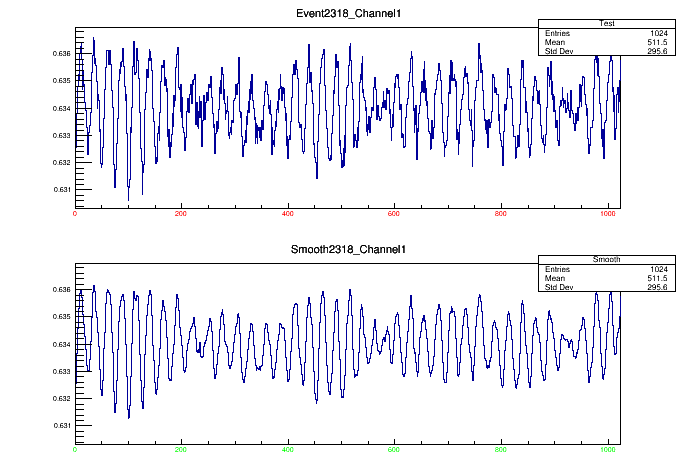 Event2318_Channel1
Test
Entries 1024
Mean 511.5
Std Dev 295.6
0.636
0.635
0.634
0.633
0.632
0.631
0 200 400 600 800 1000
Smooth2318_Channel1
Smooth
Entries 1024
Mean 511.5
Std Dev 295.6
0.636
0.635
0.634
0.633
0.632
0.631
0 200 400 600 800 1000